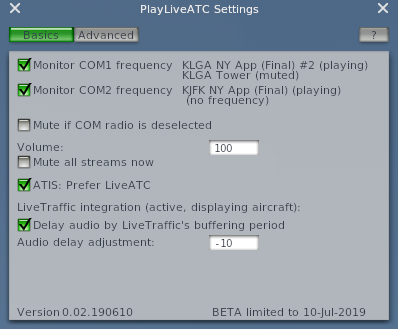 PlayLiveATC Settings
Basics Advanced ?
Monitor COM1 frequency KLGA NY App (Final) #2 (playing)
KLGA Tower (muted)
Monitor COM2 frequency KJFK NY App (Final) (playing)
(no frequency)
Mute if COM radio is deselected
Volume: 100
Mute all streams now
ATIS: Prefer LiveATC
LiveTraffic integration (active, displaying aircraft):
Delay audio by LiveTraffic's buffering period
Audio delay adjustment: -10
Version 0.02.190610 BETA limited to 10-Jul-2019